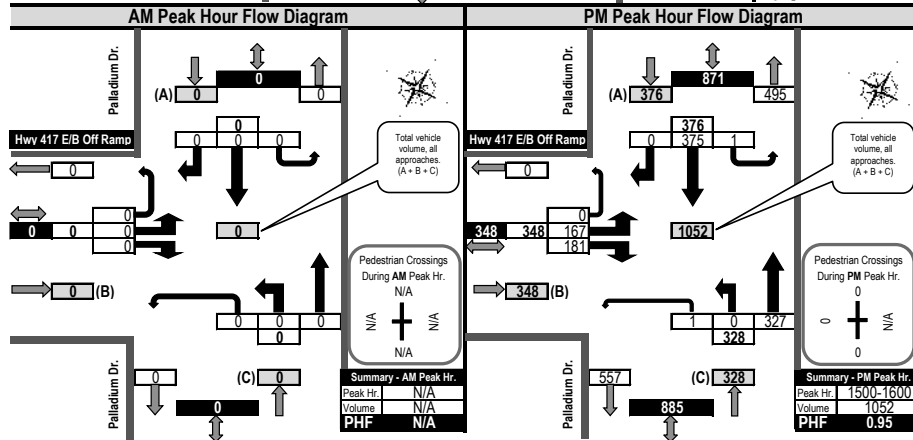 AM Peak Hour Flow Diagram
Palladium Dr.
0
(A) 0 0
Hwy 417 E/B Off Ramp
0
0 0 0
Total vehicle
volume, all
approaches.
(A + B + C)
0
0
0 0 0
0
0
0 (B)
Pedestrian Crossings
During AM Peak Hr.
N/A
N/A N/A
N/A
0 0 0
0
Palladium Dr.
0
(C) 0
0
Summary - AM Peak Hr.
Peak Hr. N/A
Volume N/A
PHF N/A
PM Peak Hour Flow Diagram
Palladium Dr.
871
(A) 376 495
Hwy 417 E/B Off Ramp
376
0 375 1
Total vehicle
volume, all
approaches.
(A + B + C)
0
0
348 348 167
181
1052
348 (B)
Pedestrian Crossings
During PM Peak Hr.
0
0 N/A
0
1 0 327
328
Palladium Dr.
557
(C) 328
885
Summary - PM Peak Hr.
Peak Hr. 1500-1600
Volume 1052
PHF 0.95